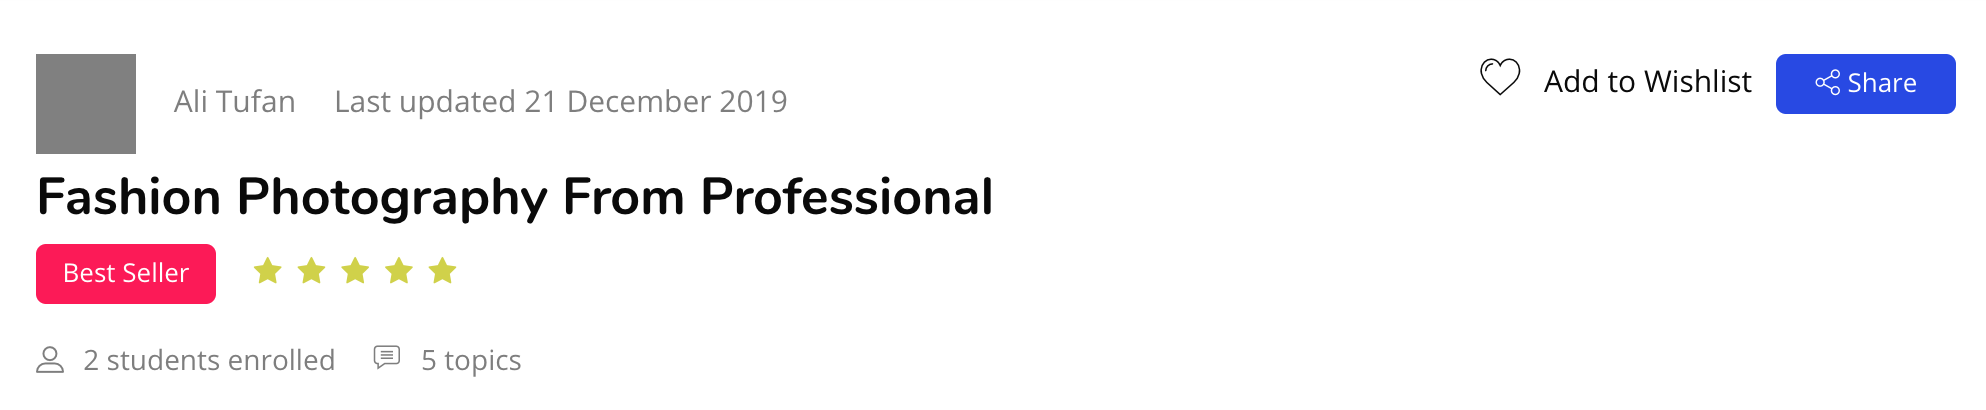 Ali Tufan Last updated 21 December 2019
Add to Wishlist
Share
Fashion Photography From Professional
Best Seller
2 students enrolled 5 topics